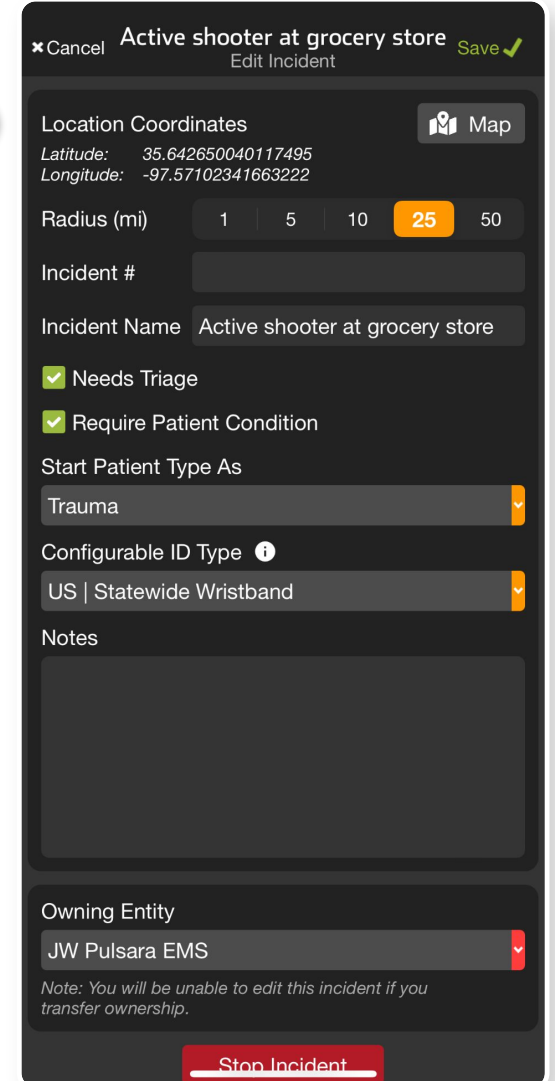 Cancel Active shooter at grocery store Save
Edit Incident
Location Coordinates Map
Latitude: 35.642650040117495
Longitude: -97.57102341663222
Radius (mi) 1 5 10 25 50
Incident #
Incident Name Active shooter at grocery store
Needs Triage
Require Patient Condition
Start Patient Type As
Trauma
Configurable ID Type
US | Statewide Wristband
Notes
Owning Entity
JW Pulsara EMS
Note: You will be unable to edit this incident if you
transfer ownership.
Stop Incident